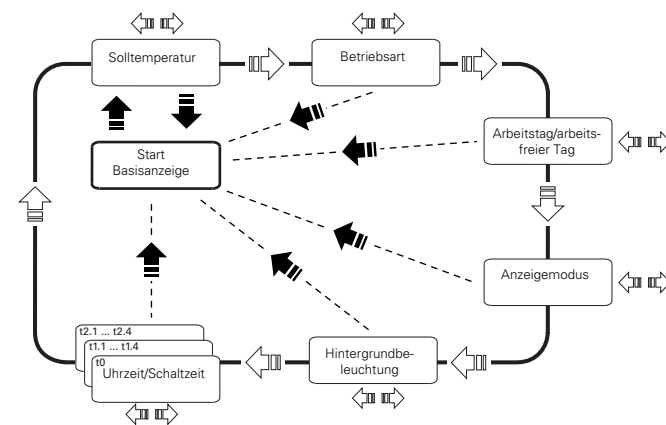 Solltemperatur
Betriebsart
Arbeitstag/arbeits-
freier Tag
Start
Basisanzeige
Anzeigemodus
t2.1 ... t2.4
t1.1 ... t1.4
t0
Uhrzeit/Schaltzeit
Hintergrundbe-
leuchtung